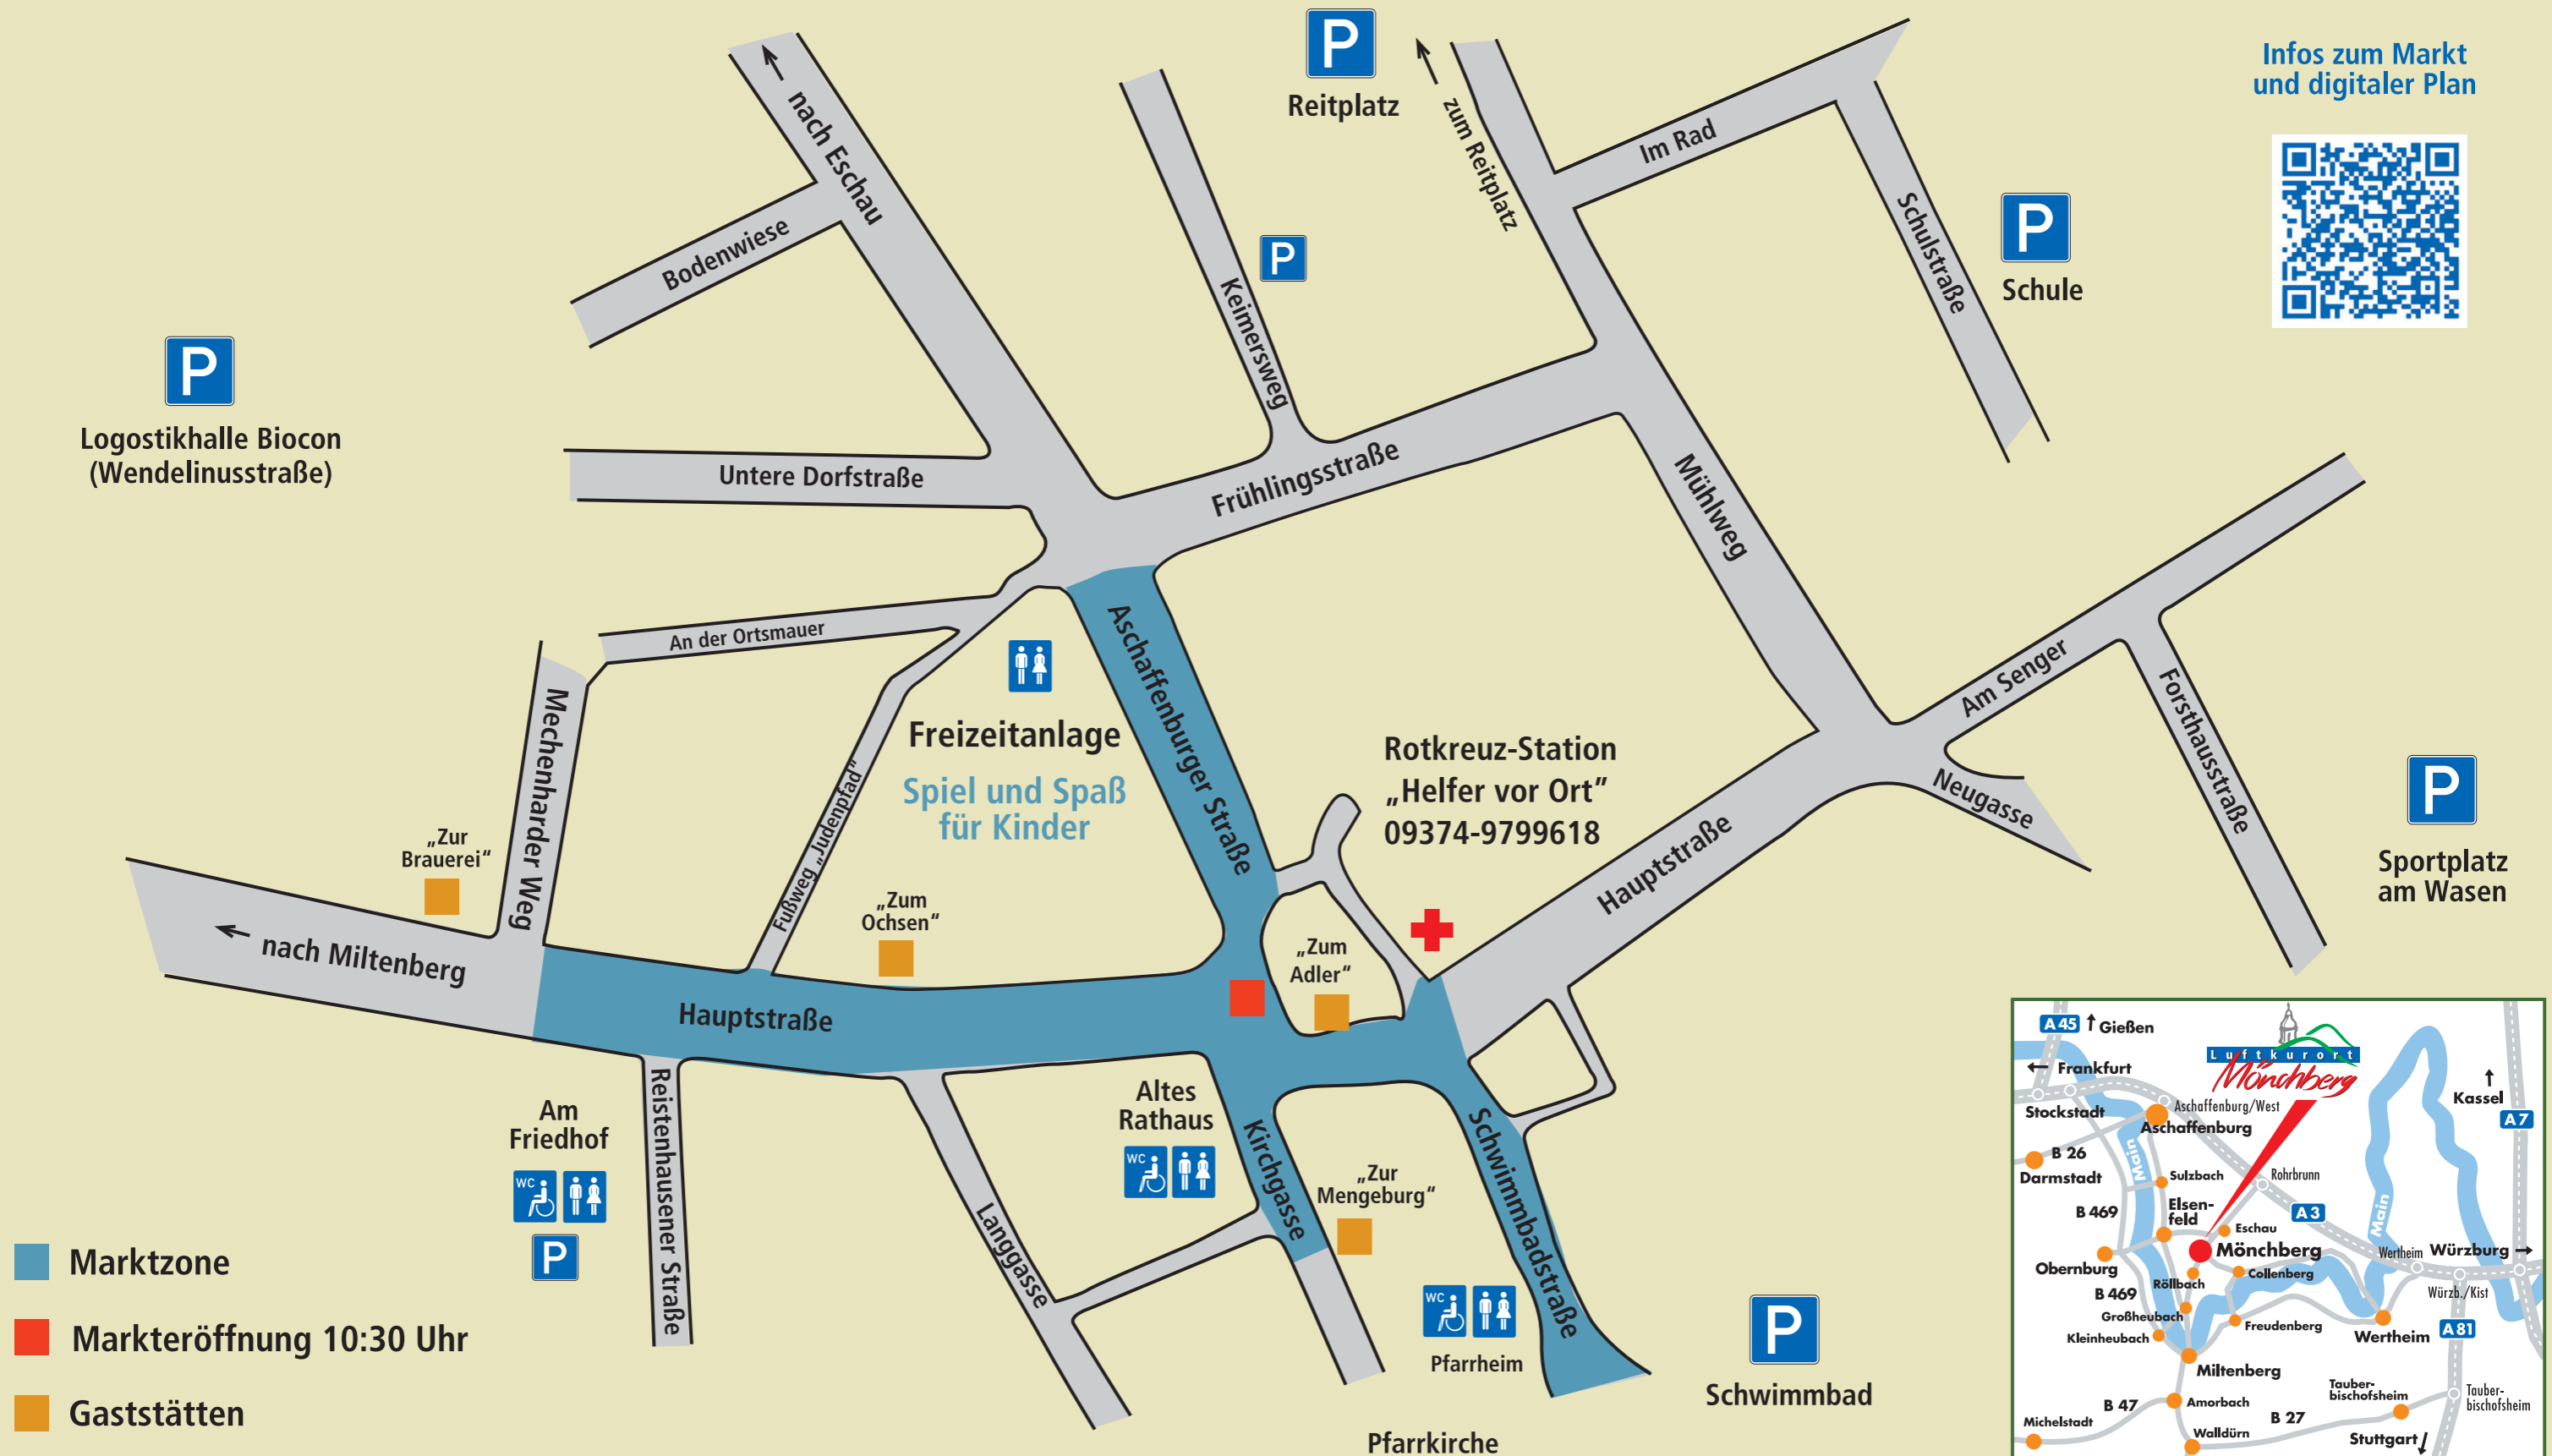 P
Reitplatz
nach Eschau
zum Reitplatz
Im Rad
Infos zum Markt
und digitaler Plan
Bodenwiese
P
Keimersweg
Schulstraße
P
Schule
P
Logostikhalle Biocon
(Wendelinusstraße)
Untere Dorfstraße
Frühlingsstraße
Mühlweg
An der Ortsmauer
Aschaffenburger Straße
Mechenharder Weg
Freizeitanlage
Spiel und Spaß
für Kinder
Fußweg „Judenpfad“
Rotkreuz-Station
„Helfer vor Ort”
09374-9799618
Am Senger
Forsthausstraße
Neugasse
P
Sportplatz
am Wasen
„Zur
Brauerei“
„Zum
Ochsen“
„Zum
Adler“
Hauptstraße
nach Miltenberg
Hauptstraße
Am
Friedhof
WC
P
Reistenhausener Straße
Langgasse
Altes
Rathaus
WC
Kirchgasse
„Zur
Mengeburg“
Schwimmbadstraße
WC
Pfarrheim
P
Schwimmbad
Pfarrkirche
Marktzone
Markteröffnung 10:30 Uhr
Gaststätten
A 45
Gießen
Luftkurort
Mönchberg
Frankfurt
Kassel
A 7
Stockstadt
Aschaffenburg/West
Aschaffenburg
B 26
Main
Darmstadt
Sulzbach
Rohrbrunn
B 469
Elsen-
feld
A 3
Main
Eschau
Mönchberg
Wertheim
Würzburg
Obernburg
Röllbach
Collenberg
B 469
Würzb./Kist
Großheubach
Freudenberg
Kleinheubach
Wertheim
A 81
Miltenberg
Tauber-
bischofsheim
Tauber-
bischofsheim
B 47
Amorbach
B 27
Michelstadt
Walldürn
Stuttgart